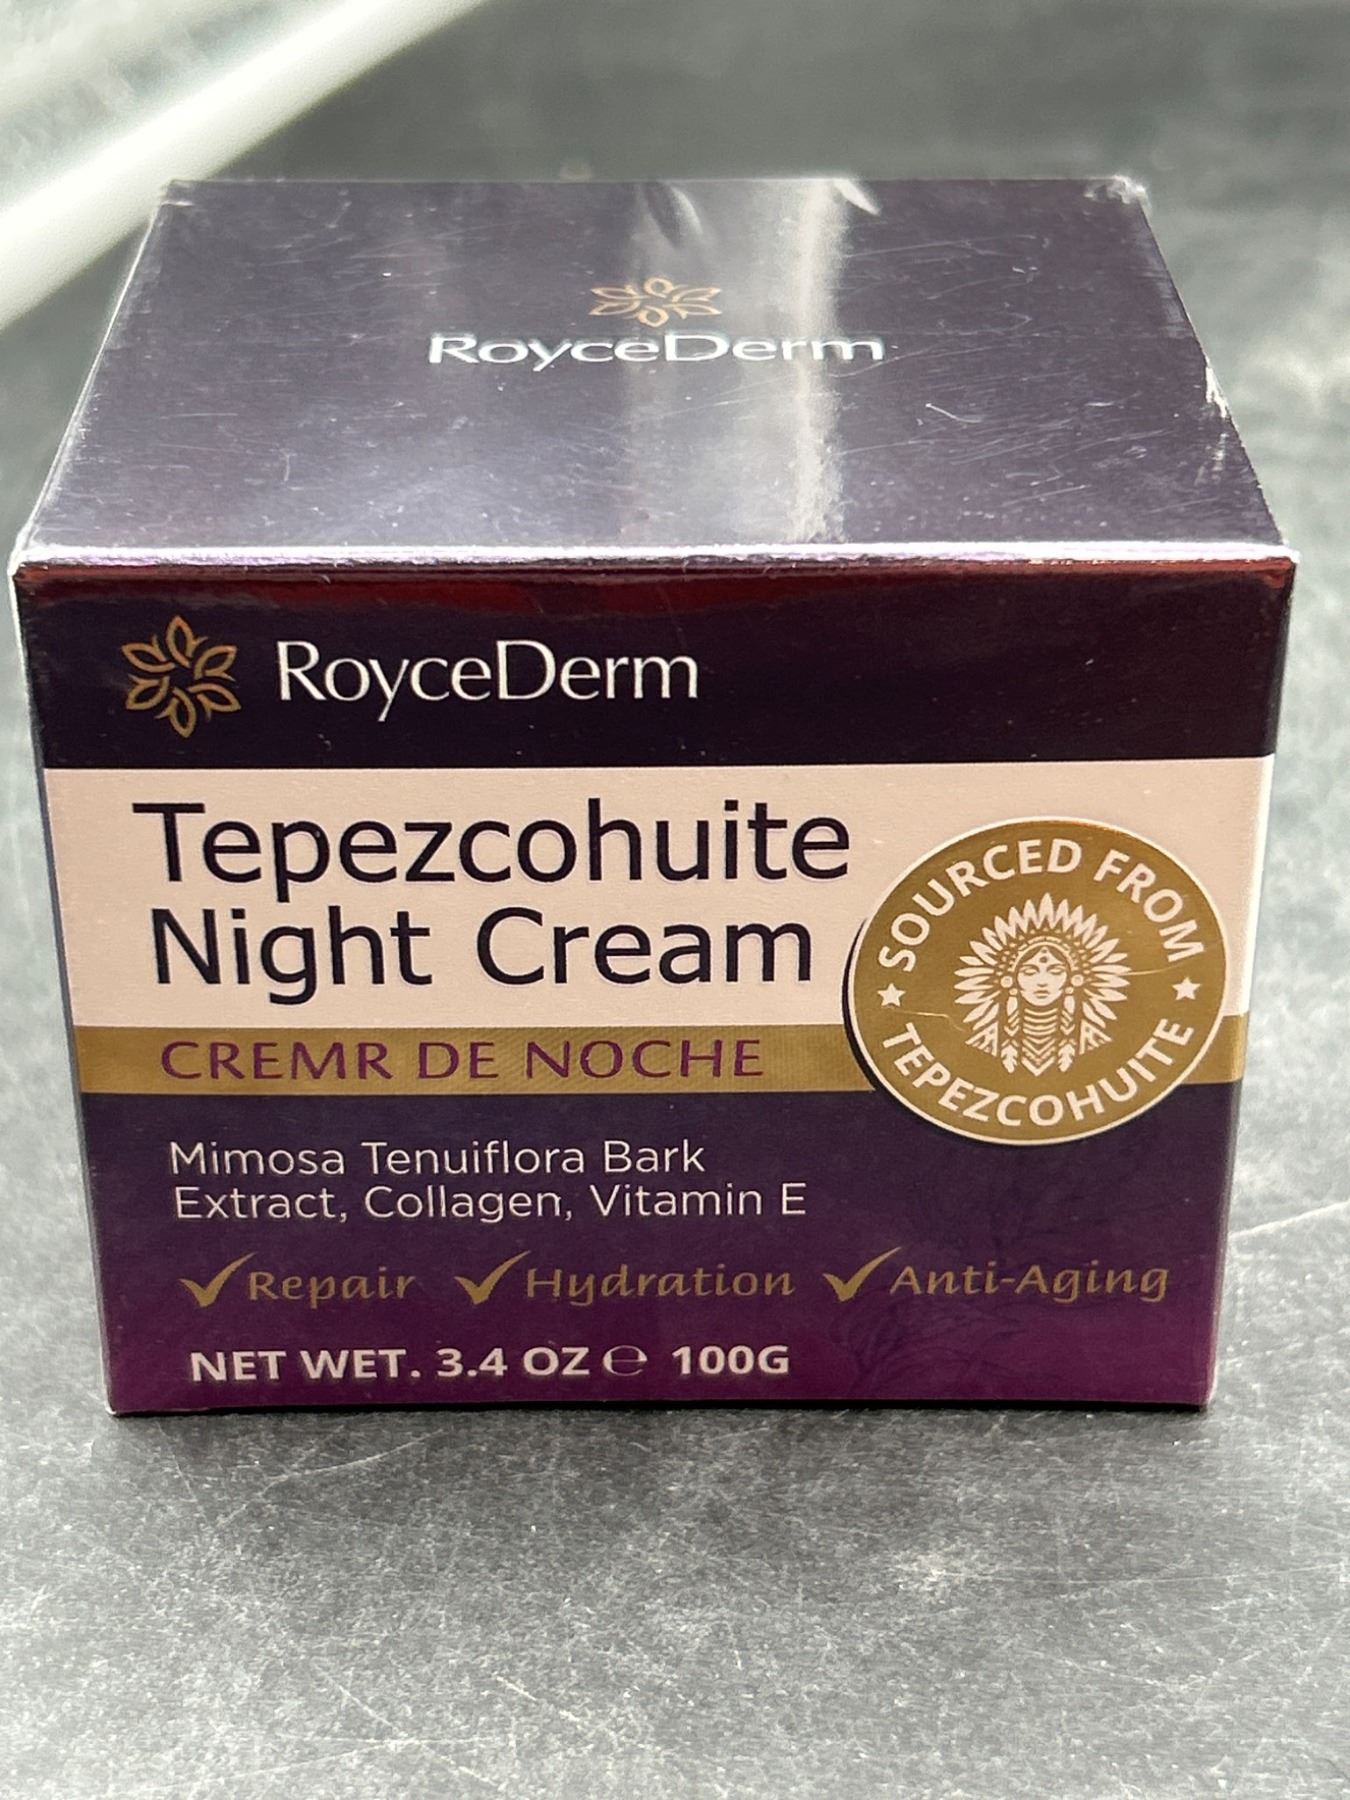 RoyceDerm
RoyceDerm
Tepezcohuite
Night Cream
CREMR DE NOCHE
SOURCED FROM
TEPEZCOHUITE
Mimosa Tenuiflora Bark
Extract, Collagen, Vitamin E
✓Repair ✓Hydration ✓Anti-Aging
NET WET. 3.4 OZ ℮ 100G